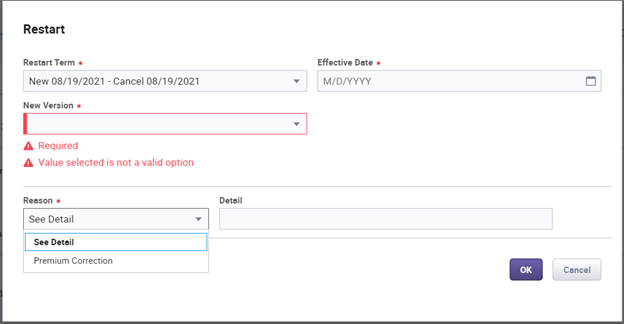 Restart
Restart Term * Effective Date *
New 08/19/2021 - Cancel 08/19/2021 M/D/YYYY
New Version *
Required
Value selected is not a valid option
Reason * Detail
See Detail
See Detail
Premium Correction
OK Cancel